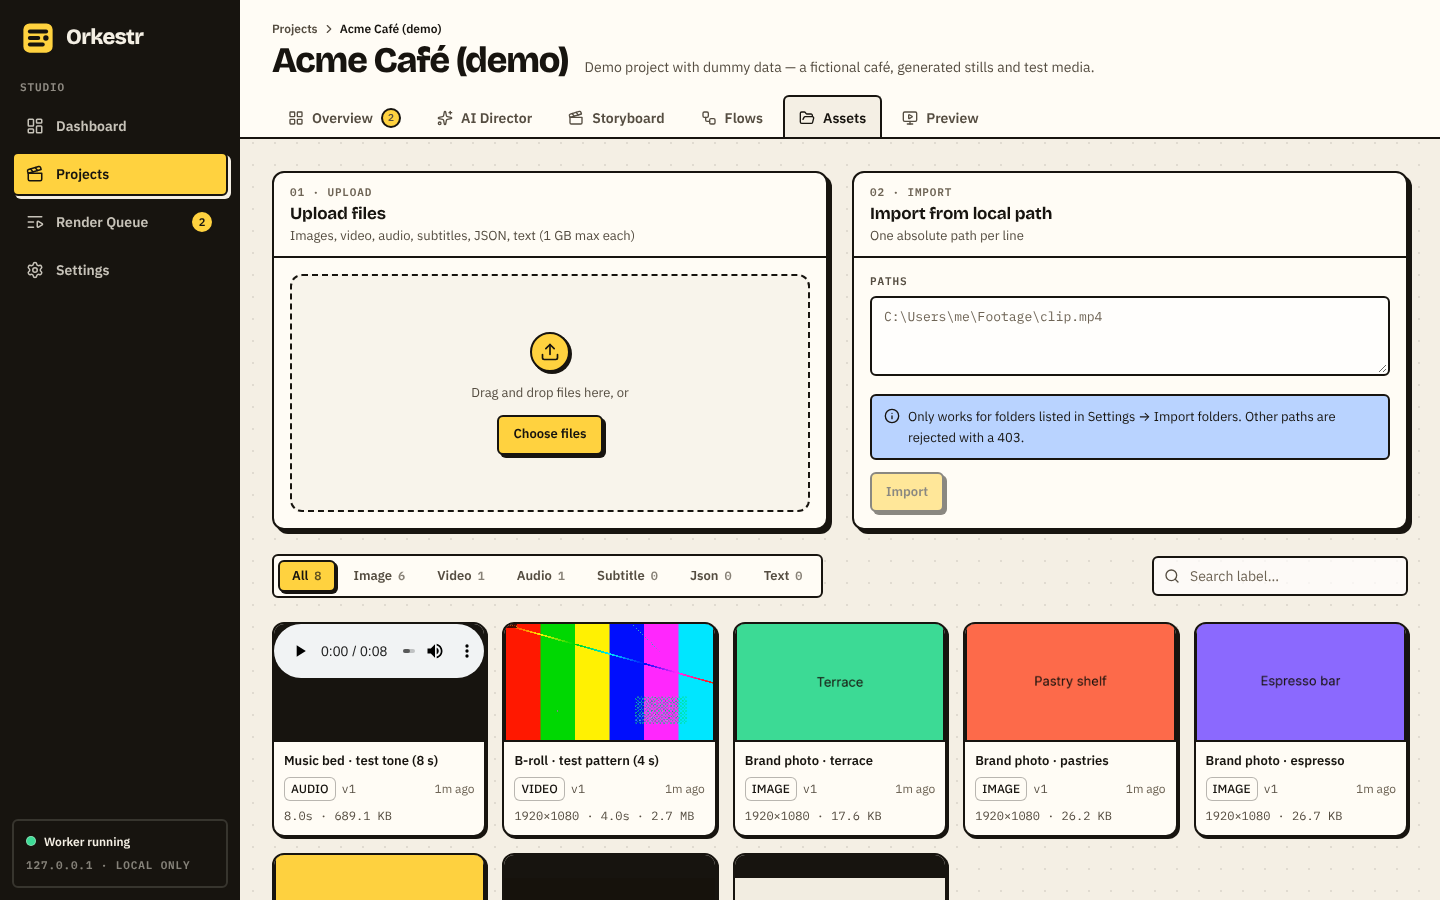 Orkestr
STUDIO
Dashboard
Projects
Render Queue 2
Settings
Worker running
127.0.0.1 · LOCAL ONLY
Projects > Acme Café (demo)
Acme Café (demo)
Demo project with dummy data — a fictional café, generated stills and test media.
Overview 2
AI Director
Storyboard
Flows
Assets
Preview
01 · UPLOAD
Upload files
Images, video, audio, subtitles, JSON, text (1 GB max each)
Drag and drop files here, or
Choose files
02 · IMPORT
Import from local path
One absolute path per line
PATHS
C:\Users\me\Footage\clip.mp4
Only works for folders listed in Settings → Import folders. Other paths are
rejected with a 403.
Import
All 8
Image 6
Video 1
Audio 1
Subtitle 0
Json 0
Text 0
Search label...
0:00 / 0:08
Music bed · test tone (8 s)
AUDIO v1 1m ago
8.0s · 689.1 KB
B-roll · test pattern (4 s)
VIDEO v1 1m ago
1920×1080 · 4.0s · 2.7 MB
Terrace
Brand photo · terrace
IMAGE v1 1m ago
1920×1080 · 17.6 KB
Pastry shelf
Brand photo · pastries
IMAGE v1 1m ago
1920×1080 · 26.2 KB
Espresso bar
Brand photo · espresso
IMAGE v1 1m ago
1920×1080 · 26.7 KB